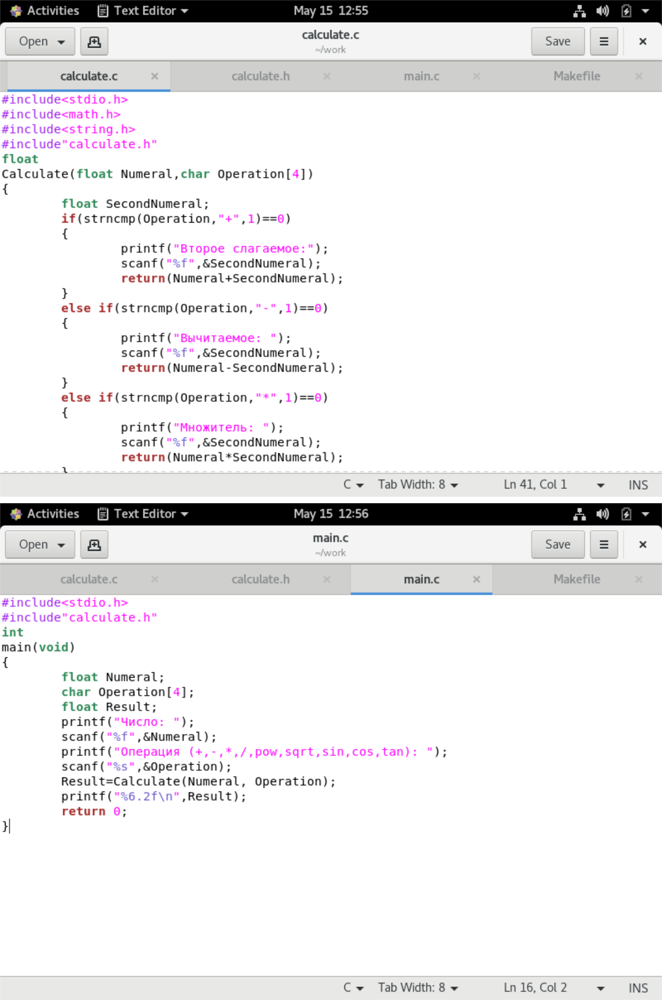 Activities Text Editor May 15 12:55
Open calculate.c Save
~/work
calculate.c calculate.h main.c Makefile
#include<stdio.h>
#include<math.h>
#include<string.h>
#include"calculate.h"
float
Calculate(float Numeral,char Operation[4])
{
float SecondNumeral;
if(strncmp(Operation,"+",1)==0)
{
printf("Второе слагаемое:");
scanf("%f",&SecondNumeral);
return(Numeral+SecondNumeral);
}
else if(strncmp(Operation,"-",1)==0)
{
printf("Вычитаемое: ");
scanf("%f",&SecondNumeral);
return(Numeral-SecondNumeral);
}
else if(strncmp(Operation,"*",1)==0)
{
printf("Множитель: ");
scanf("%f",&SecondNumeral);
return(Numeral*SecondNumeral);
}
C Tab Width: 8 Ln 41, Col 1 INS
Activities Text Editor May 15 12:56
Open main.c Save
~/work
calculate.c calculate.h main.c Makefile
#include<stdio.h>
#include"calculate.h"
int
main(void)
{
float Numeral;
char Operation[4];
float Result;
printf("Число: ");
scanf("%f",&Numeral);
printf("Операция (+,-,*,/,pow,sqrt,sin,cos,tan): ");
scanf("%s",&Operation);
Result=Calculate(Numeral, Operation);
printf("%6.2f\n",Result);
return 0;
}
C Tab Width: 8 Ln 16, Col 2 INS